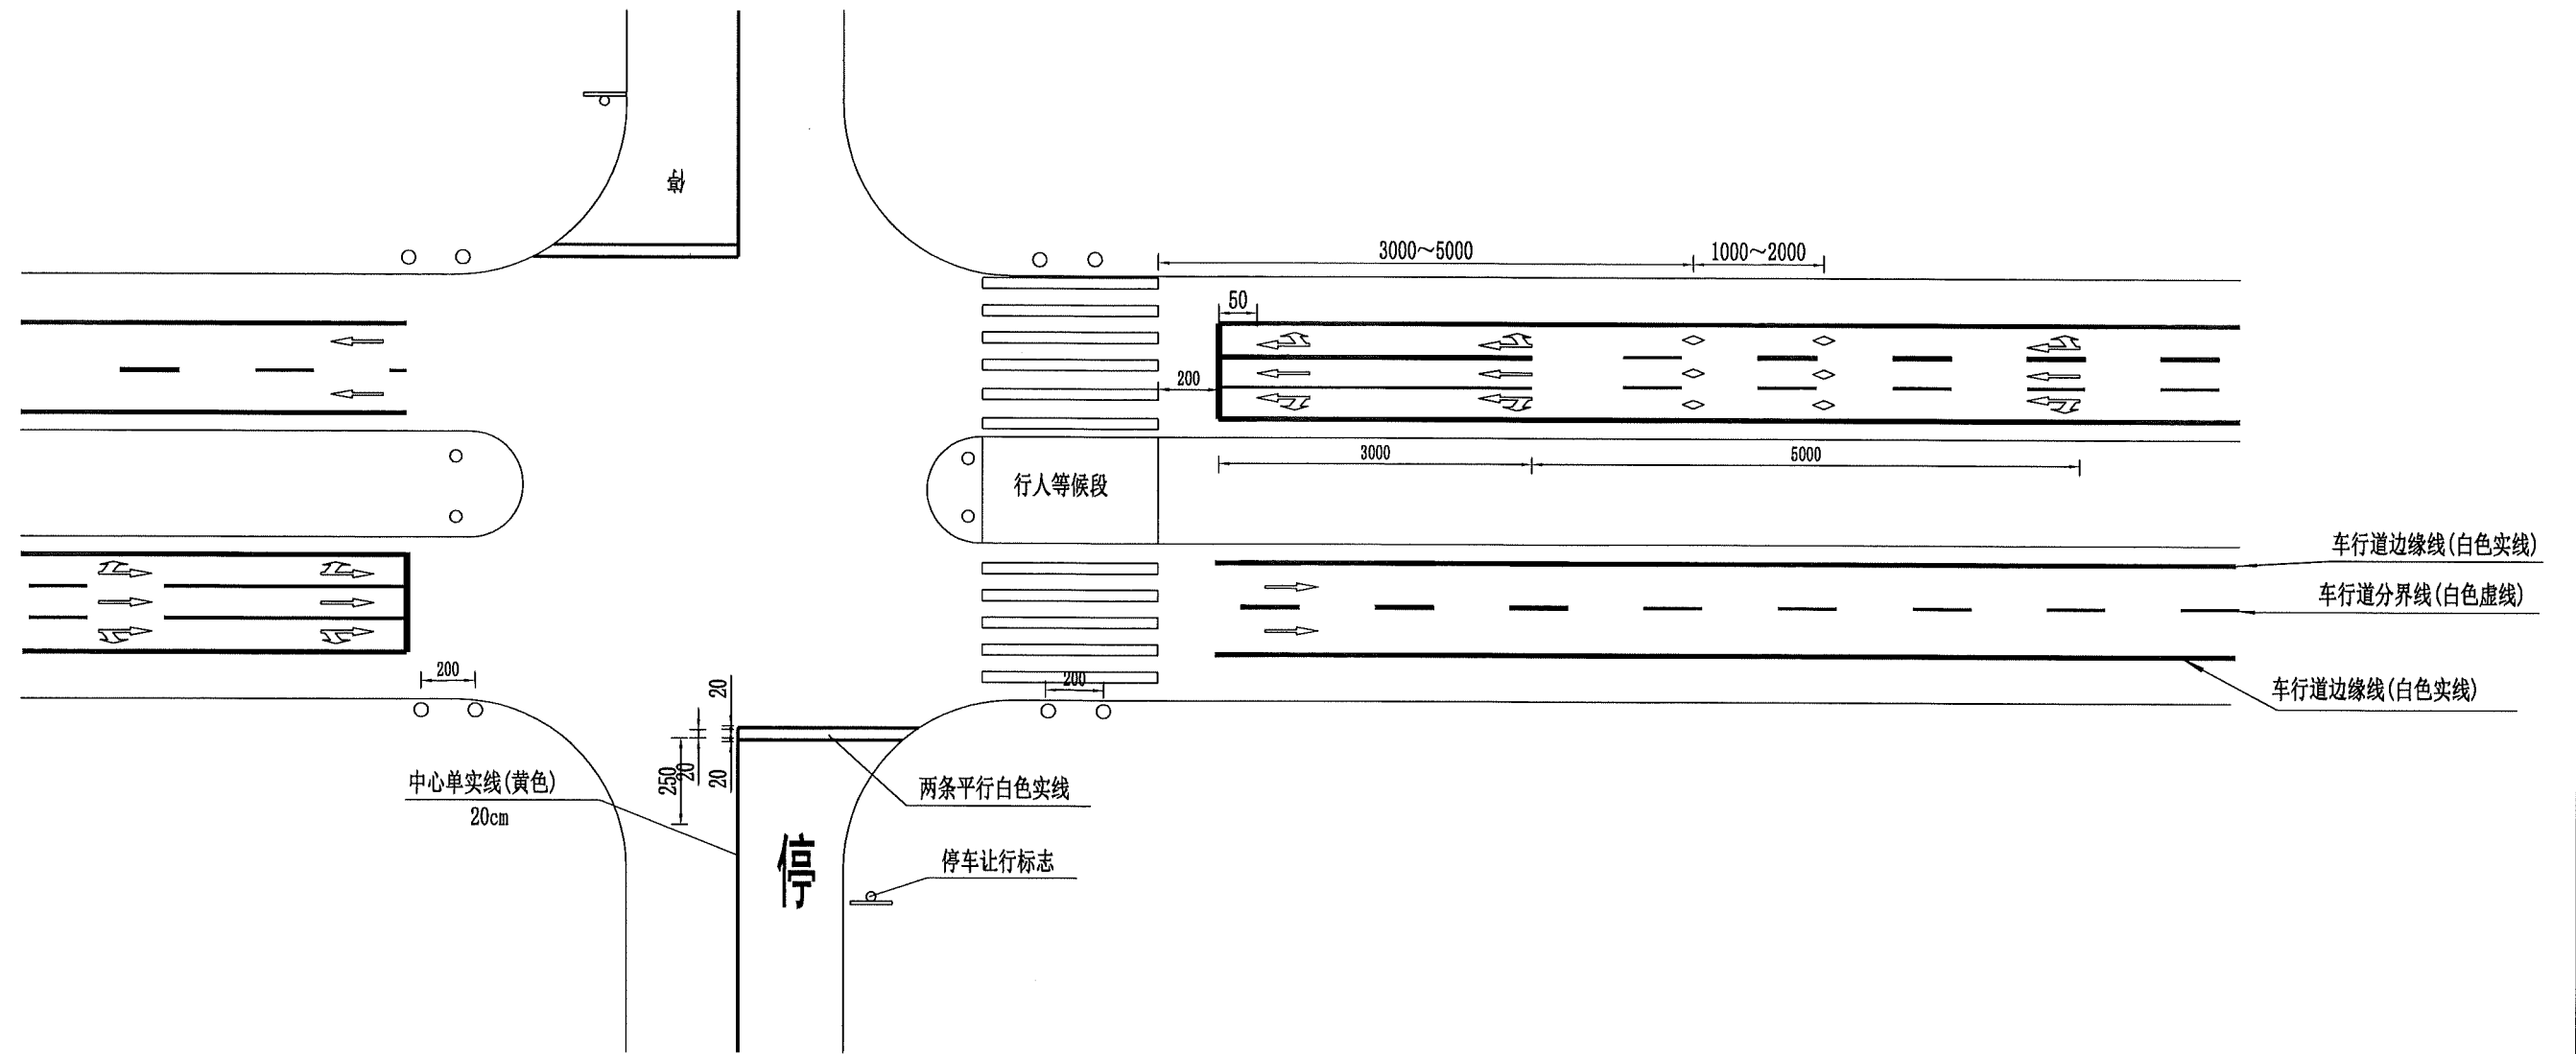 停
3000～5000
1000～2000
50
200
3000
5000
行人等候段
车行道边缘线(白色实线)
车行道分界线(白色虚线)
车行道边缘线(白色实线)
200
200
20
20
250
20
中心单实线(黄色)
20cm
两条平行白色实线
停
停车让行标志